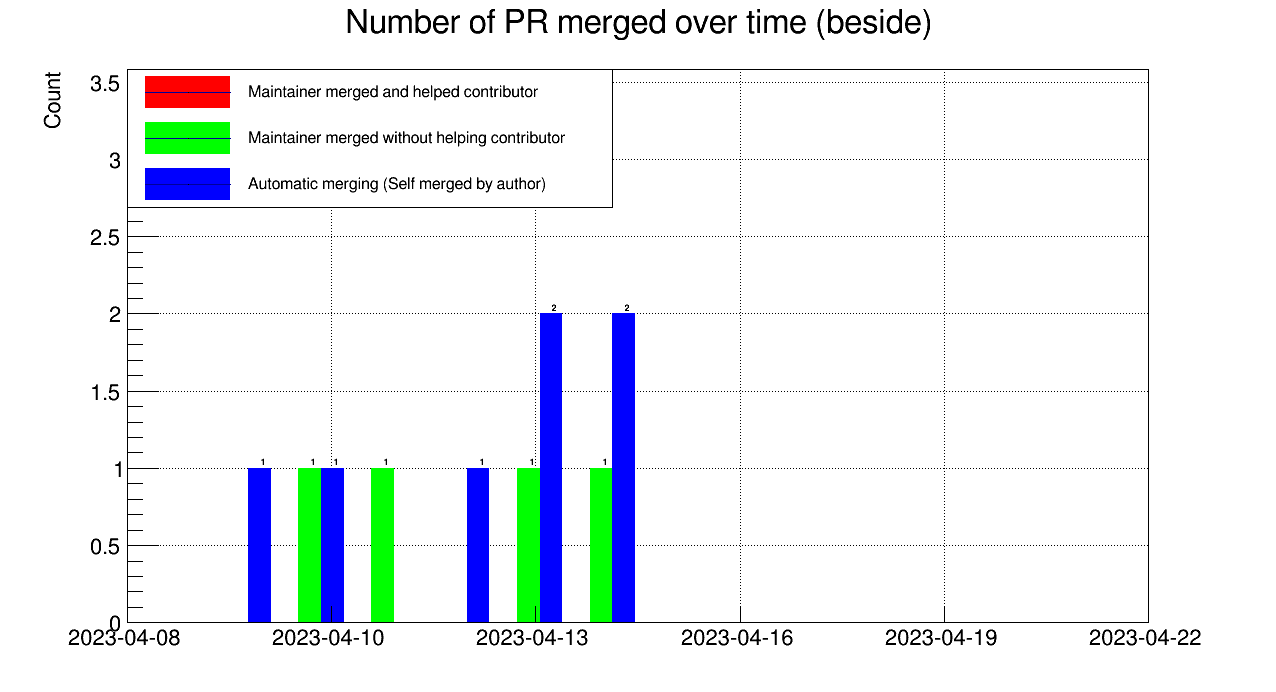 Number of PR merged over time (beside)
Count
3.5
3
2.5
2
1.5
1
0.5
0
Maintainer merged and helped contributor
Maintainer merged without helping contributor
Automatic merging (Self merged by author)
1 1 1 1 1 1 2 1 2
2023-04-08 2023-04-10 2023-04-13 2023-04-16 2023-04-19 2023-04-22